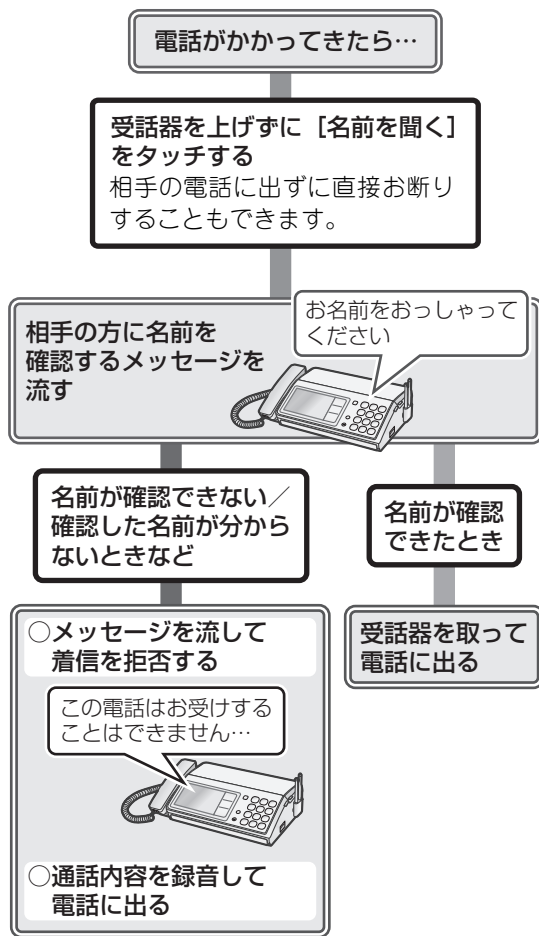 電話がかかってきたら…
受話器を上げずに［名前を聞く］
をタッチする
相手の電話に出ずに直接お断り
することもできます。
相手の方に名前を
確認するメッセージを
流す
お名前をおっしゃって
ください
名前が確認できない／
確認した名前が分から
ないときなど
名前が確認
できたとき
○メッセージを流して
着信を拒否する
この電話はお受けする
ことはできません…
○通話内容を録音して
電話に出る
受話器を取って
電話に出る